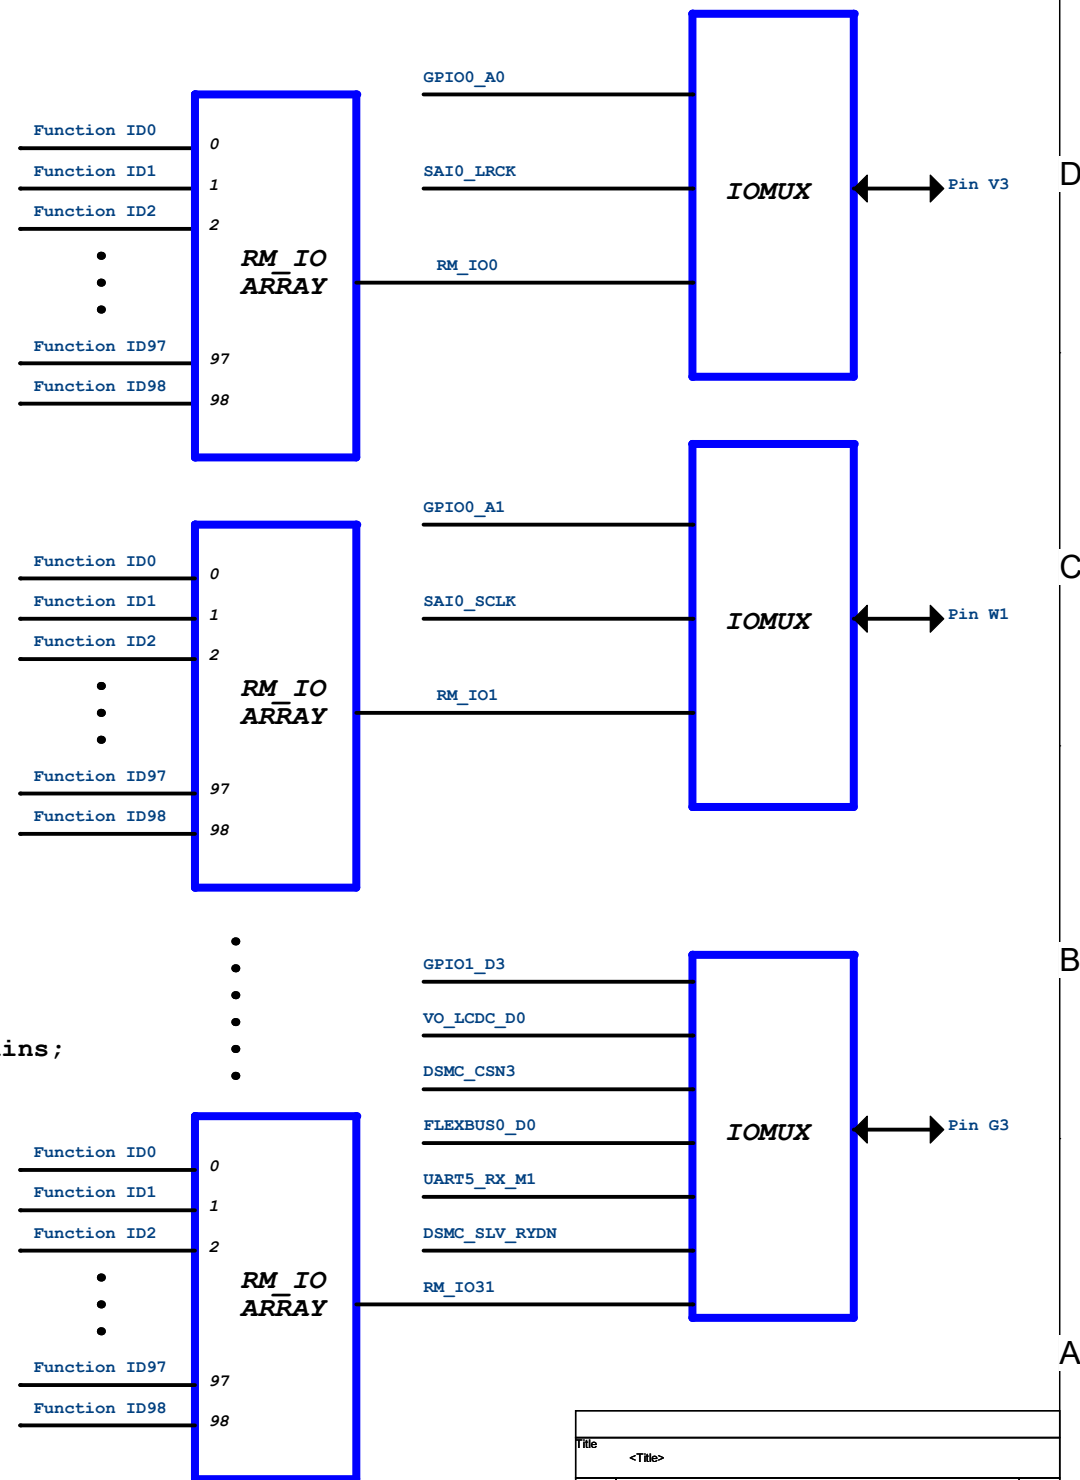 GPIO0_A0
Function ID0
0
Function ID1
1
SAI0_LRCK
Function ID2
2
IOMUX
Pin V3
D
RM_IO
ARRAY
RM_IO0
Function ID97
97
Function ID98
98
GPIO0_A1
Function ID0
0
Function ID1
1
SAI0_SCLK
Function ID2
2
IOMUX
Pin W1
C
RM_IO
ARRAY
RM_IO1
Function ID97
97
Function ID98
98
GPIO1_D3
B
VO_LCDC_D0
ins;
DSMC_CSN3
FLEXBUS0_D0
IOMUX
Pin G3
Function ID0
0
UART5_RX_M1
Function ID1
1
DSMC_SLV_RYDN
Function ID2
2
RM_IO
ARRAY
RM_IO31
Function ID97
97
A
Function ID98
98
Title
<Title>